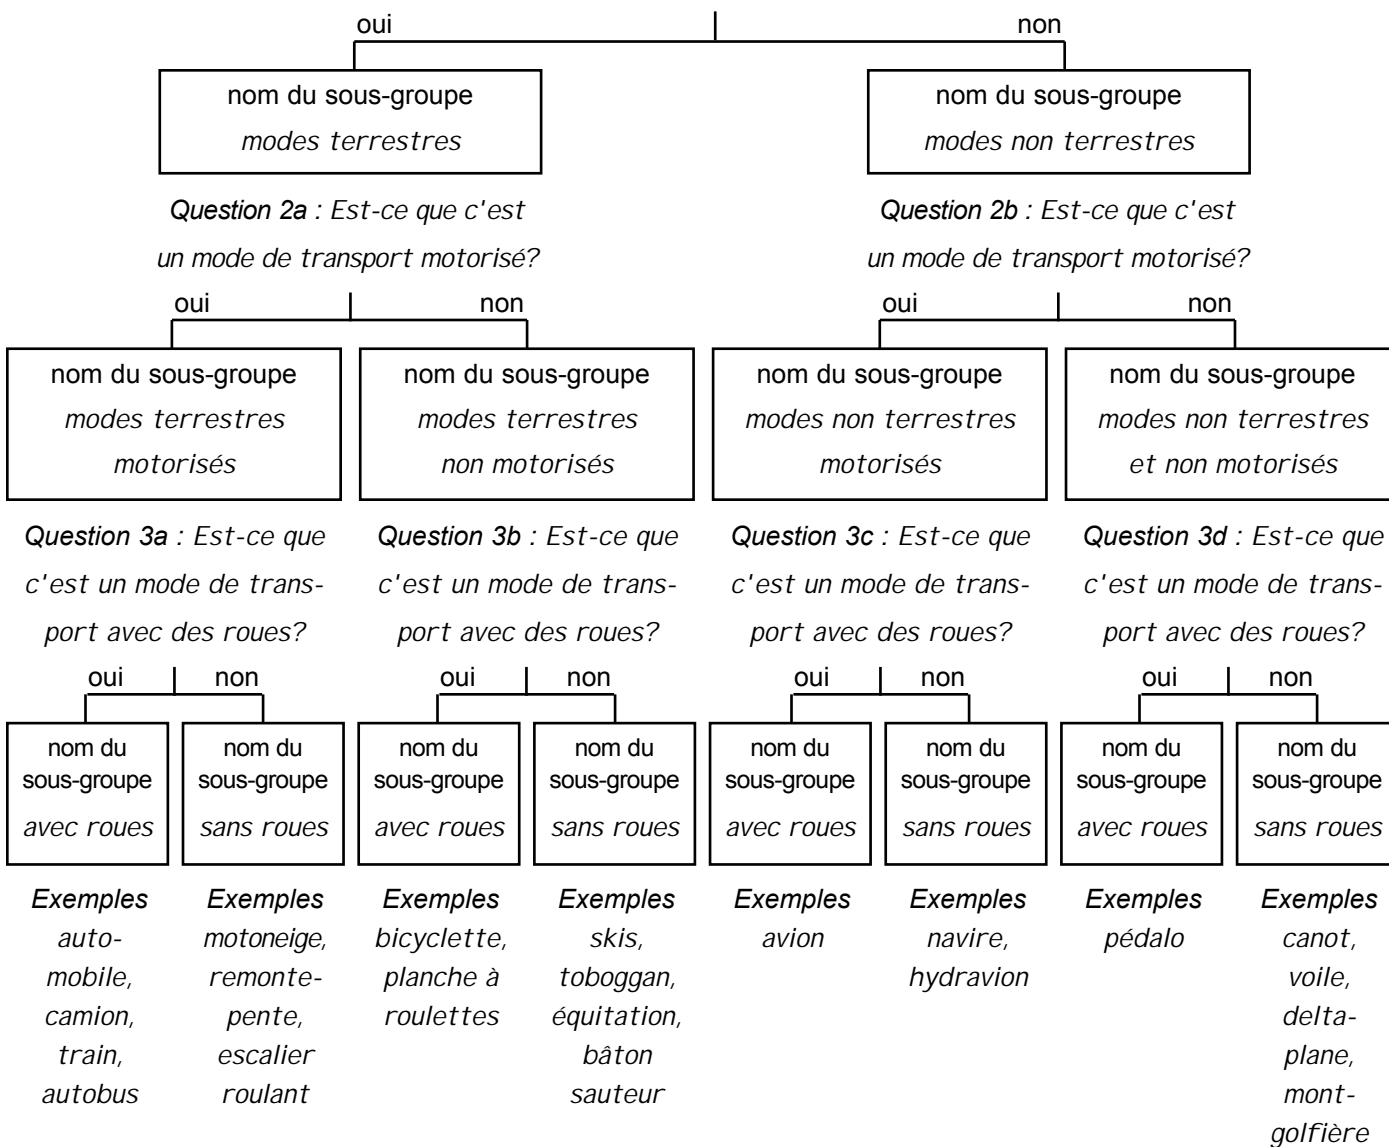 oui
non
nom du sous-groupe
modes terrestres
nom du sous-groupe
modes non terrestres
Question 2a : Est-ce que c'est
un mode de transport motorisé?
Question 2b : Est-ce que c'est
un mode de transport motorisé?
oui
non
oui
non
nom du sous-groupe
modes terrestres
motorisés
nom du sous-groupe
modes terrestres
non motorisés
nom du sous-groupe
modes non terrestres
motorisés
nom du sous-groupe
modes non terrestres
et non motorisés
Question 3a : Est-ce que
c'est un mode de trans-
port avec des roues?
Question 3b : Est-ce que
c'est un mode de trans-
port avec des roues?
Question 3c : Est-ce que
c'est un mode de trans-
port avec des roues?
Question 3d : Est-ce que
c'est un mode de trans-
port avec des roues?
oui
non
oui
non
oui
non
oui
non
nom du
sous-groupe
avec roues
nom du
sous-groupe
sans roues
nom du
sous-groupe
avec roues
nom du
sous-groupe
sans roues
nom du
sous-groupe
avec roues
nom du
sous-groupe
sans roues
nom du
sous-groupe
avec roues
nom du
sous-groupe
sans roues
Exemples
auto-
mobile,
camion,
train,
autobus
Exemples
motoneige,
remonte-
pente,
escalier
roulant
Exemples
bicyclette,
planche à
roulettes
Exemples
skis,
toboggan,
équitation,
bâton
sauteur
Exemples
avion
Exemples
navire,
hydravion
Exemples
pédalo
Exemples
canot,
voile,
delta-
plane,
mont-
golfière